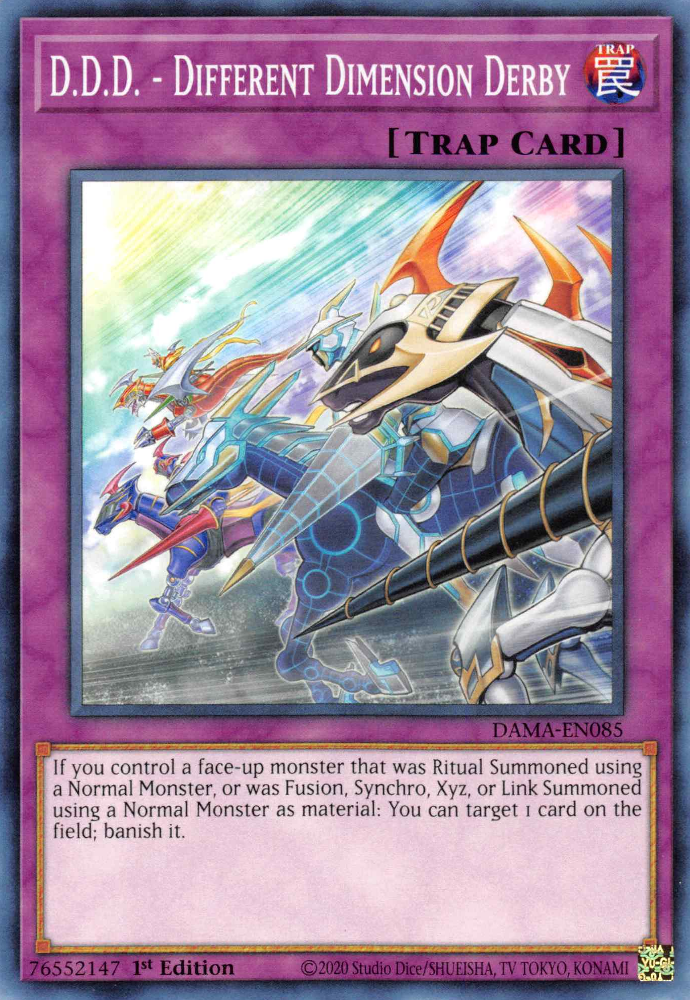 D.D.D. - DIFFERENT DIMENSION DERBY
TRAP
罠
[TRAP CARD]
DAMA-EN085
If you control a face-up monster that was Ritual Summoned using
a Normal Monster, or was Fusion, Synchro, Xyz, or Link Summoned
using a Normal Monster as material: You can target 1 card on the
field; banish it.
76552147 1st Edition
©2020 Studio Dice/SHUEISHA, TV TOKYO, KONAMI